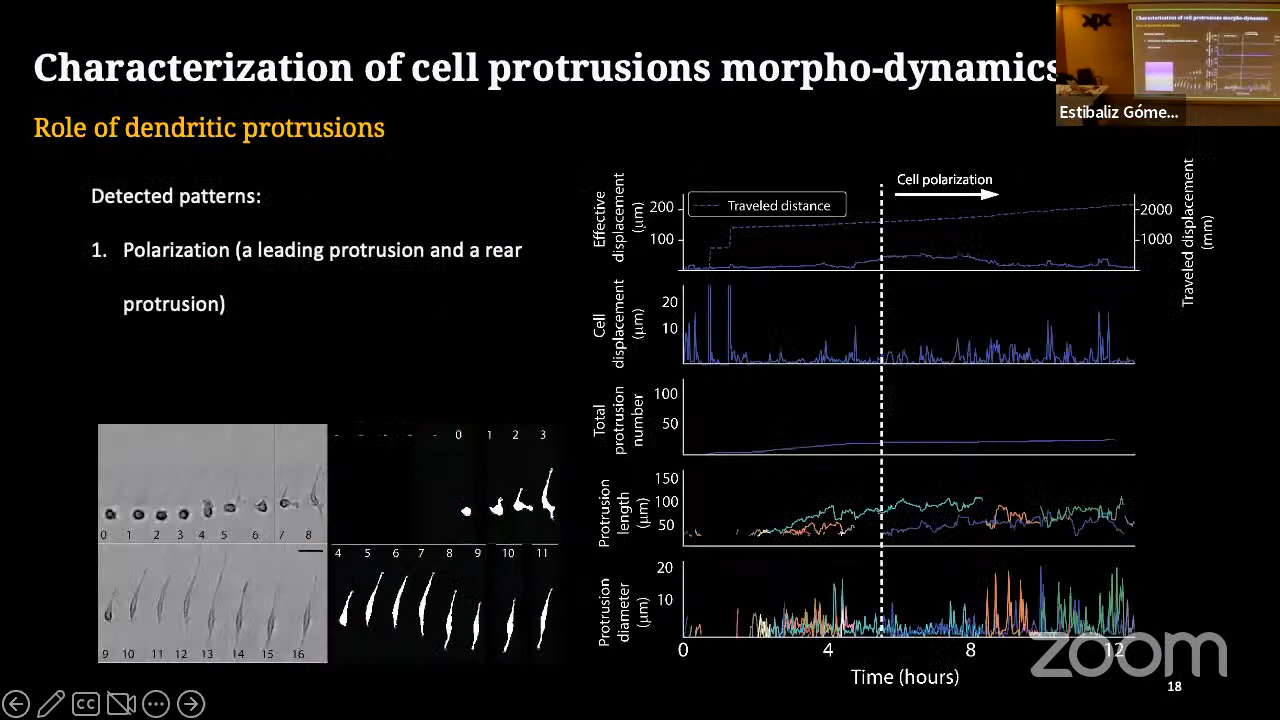 Characterization of cell protrusions morpho-dynamics
Role of dendritic protrusions
Estibaliz Góme...
Detected patterns:
1. Polarization (a leading protrusion and a rear
protrusion)
0 1 2 3 4 5 6 7 8
9 10 11 12 13 14 15 16
0 1 2 3
4 5 6 7 8 9 10 11
Cell polarization
Traveled distance
Effective
displacement
(µm)
200
100
2000
1000
Traveled displacement
(mm)
Cell
displacement
(µm)
20
10
Total
protrusion
number
100
50
Protrusion
length
(µm)
150
100
50
Protrusion
diameter
(µm)
20
10
0 4 8 12
Time (hours)
zoom
18
CC